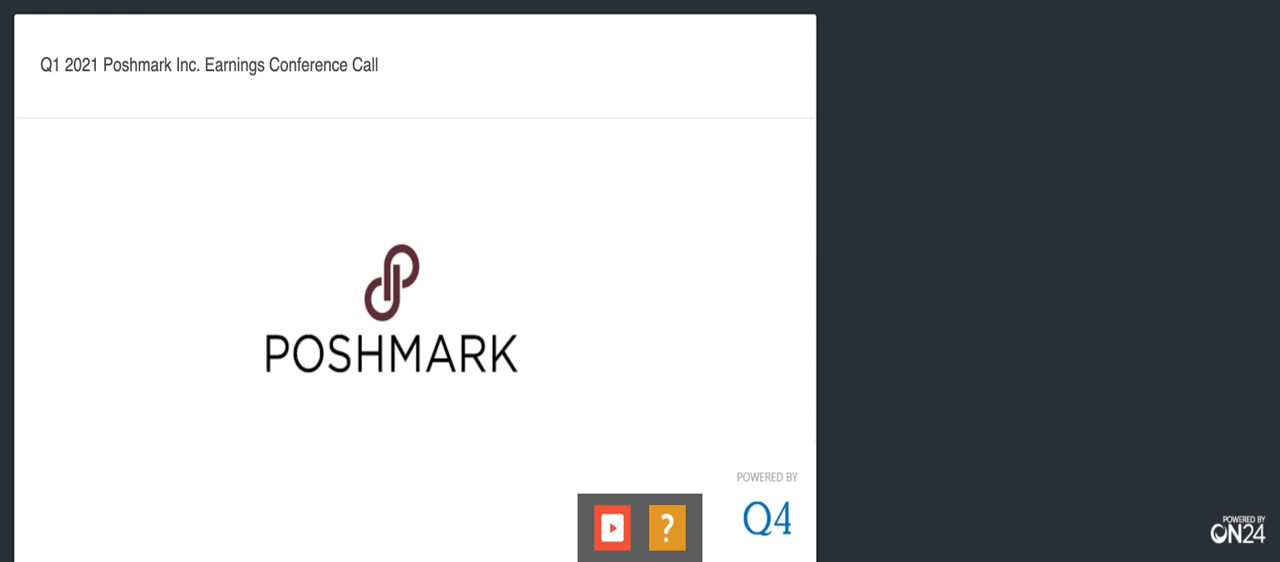 Q1 2021 Poshmark Inc. Earnings Conference Call
POSHMARK
POWERED BY
Q4
?
POWERED BY
ON24